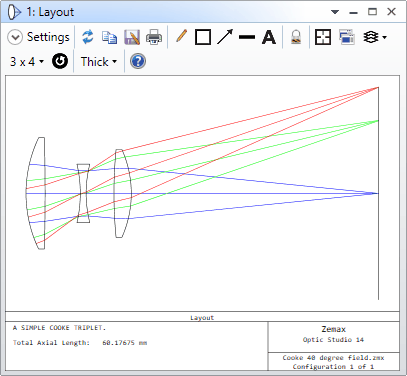 1: Layout
Settings
3 x 4 Thick
Layout
A SIMPLE COOKE TRIPLET.
Total Axial Length: 60.17675 mm
Zemax
Optic Studio 14
Cooke 40 degree field.zmx
Configuration 1 of 1